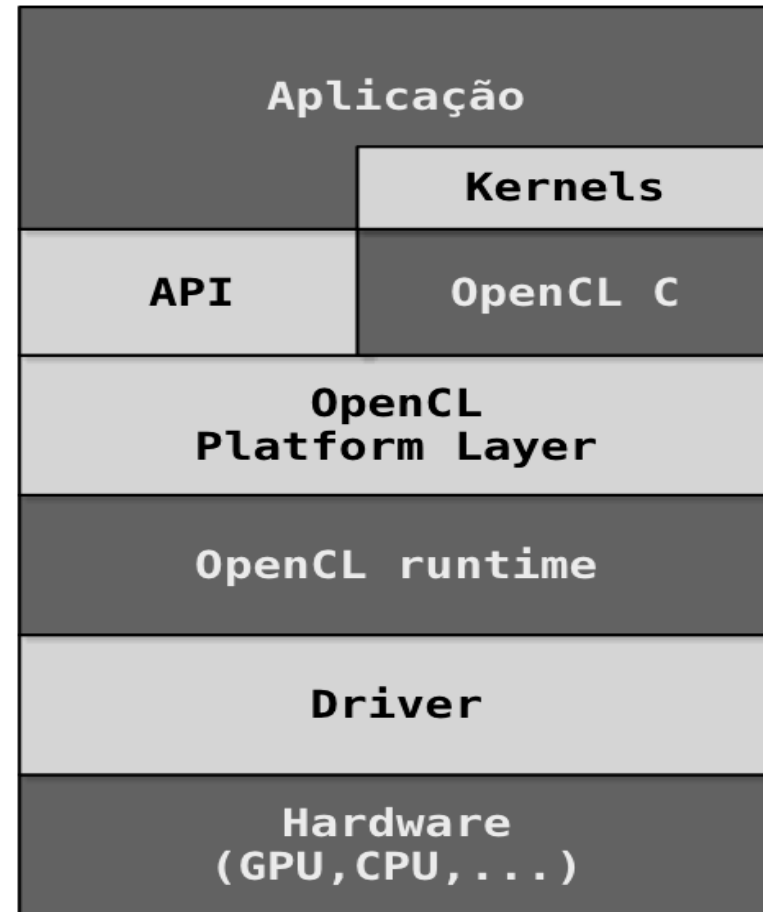 Aplicação
Kernels
API
OpenCL C
OpenCL
Platform Layer
OpenCL runtime
Driver
Hardware
(GPU,CPU,...)